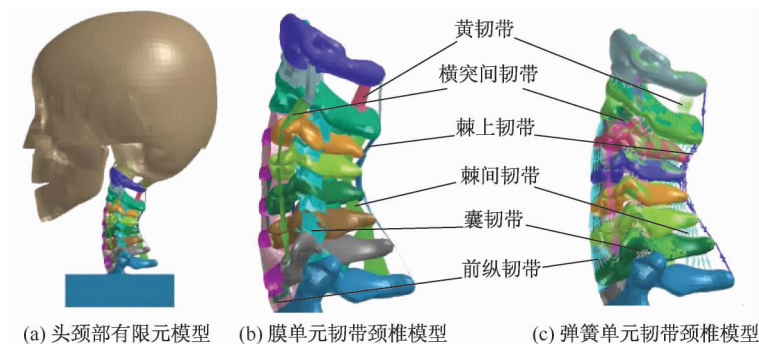 黄韧带
横突间韧带
棘上韧带
棘间韧带
囊韧带
前纵韧带
(a) 头颈部有限元模型
(b) 膜单元韧带颈椎模型
(c) 弹簧单元韧带颈椎模型